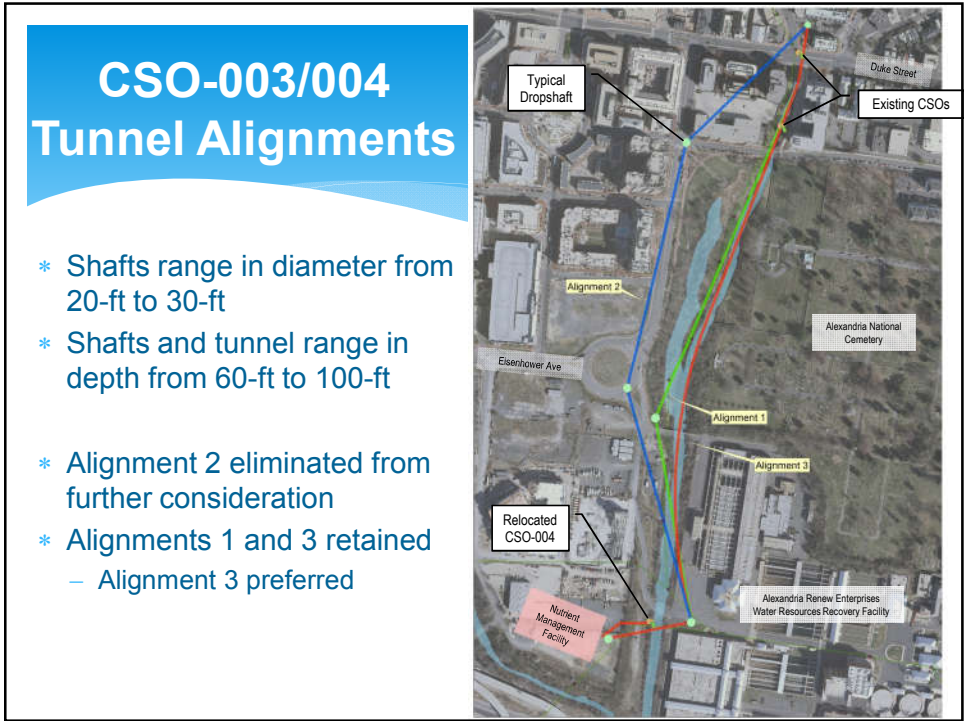 CSO-003/004
Tunnel Alignments
* Shafts range in diameter from
20-ft to 30-ft
* Shafts and tunnel range in
depth from 60-ft to 100-ft
* Alignment 2 eliminated from
further consideration
* Alignments 1 and 3 retained
– Alignment 3 preferred
Duke Street
Typical
Dropshaft
Existing CSOs
Alignment 2
Alexandria National
Cemetery
Eisenhower Ave
Alignment 1
Alignment 3
Relocated
CSO-004
Nutrient
Management
Facility
Alexandria Renew Enterprises
Water Resources Recovery Facility